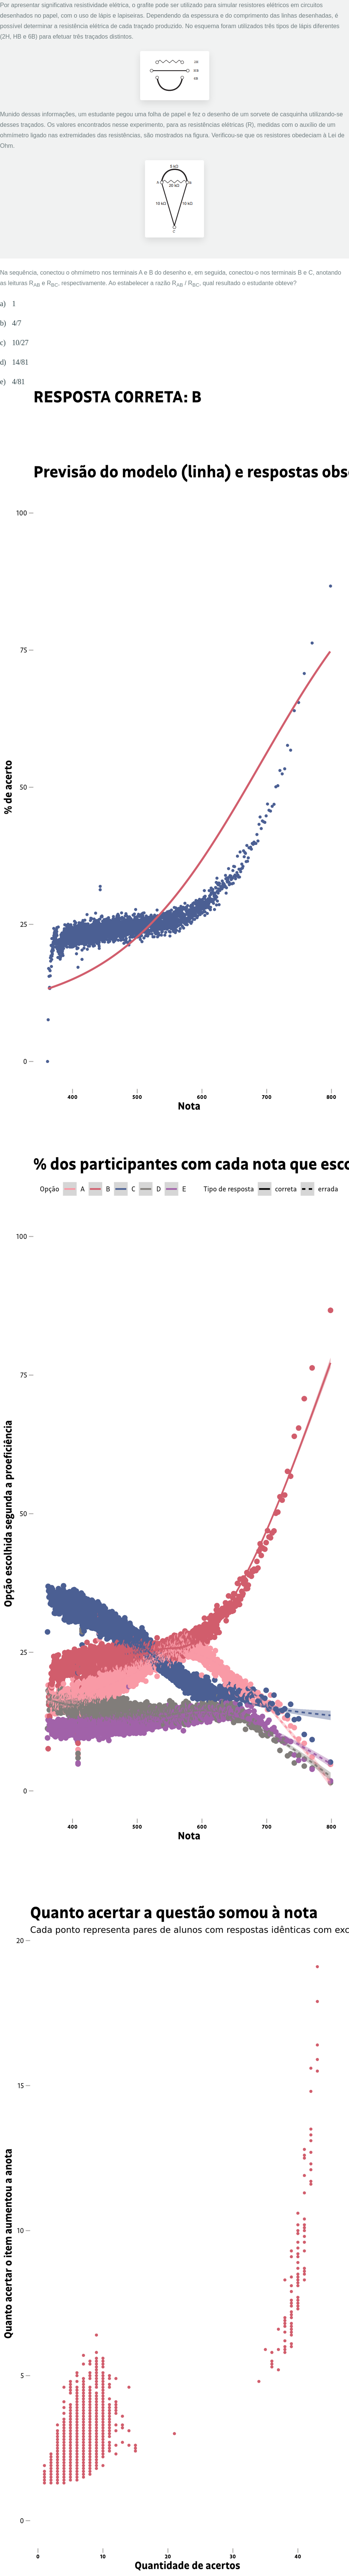 Por apresentar significativa resistividade elétrica, o grafite pode ser utilizado para simular resistores elétricos em circuitos
desenhados no papel, com o uso de lápis e lapiseiras. Dependendo da espessura e do comprimento das linhas desenhadas, é
possível determinar a resistência elétrica de cada traçado produzido. No esquema foram utilizados três tipos de lápis diferentes
(2H, HB e 6B) para efetuar três traçados distintos.
Munido dessas informações, um estudante pegou uma folha de papel e fez o desenho de um sorvete de casquinha utilizando-se
desses traçados. Os valores encontrados nesse experimento, para as resistências elétricas (R), medidas com o auxílio de um
ohmímetro ligado nas extremidades das resistências, são mostrados na figura. Verificou-se que os resistores obedeciam à Lei de
Ohm.
5 kΩ
A
B
20 kΩ
10 kΩ 10 kΩ
C
Na sequência, conectou o ohmímetro nos terminais A e B do desenho e, em seguida, conectou-o nos terminais B e C, anotando
as leituras RAB e RBC, respectivamente. Ao estabelecer a razão RAB / RBC, qual resultado o estudante obteve?
a) 1
b) 4/7
c) 10/27
d) 14/81
e) 4/81
RESPOSTA CORRETA: B
Previsão do modelo (linha) e respostas obs
100
75
50
25
0
% de acerto
400 500 600 700 800
Nota
% dos participantes com cada nota que esco
Opção A B C D E Tipo de resposta correta errada
100
75
50
25
0
Opção escolhida segunda a proeficiência
400 500 600 700 800
Nota
Quanto acertar a questão somou à nota
Cada ponto representa pares de alunos com respostas idênticas com exc
20
15
10
5
0
Quanto acertar o item aumentou a anota
0 10 20 30 40
Quantidade de acertos